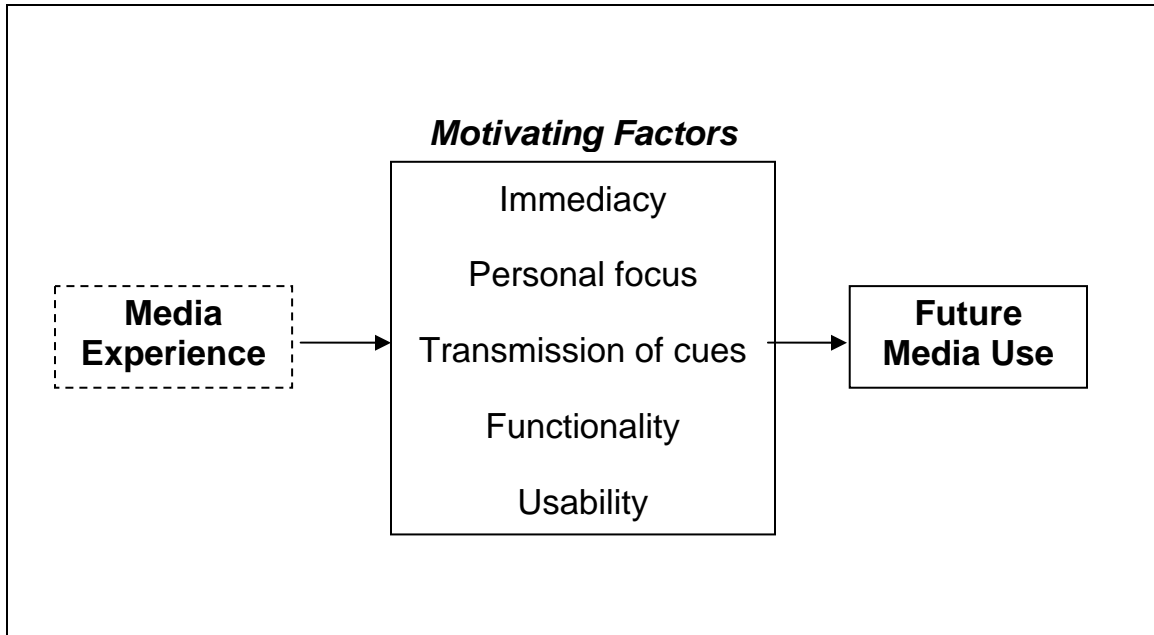 Motivating Factors
Immediacy
Personal focus
Transmission of cues
Functionality
Usability
Media
Experience
Future
Media Use